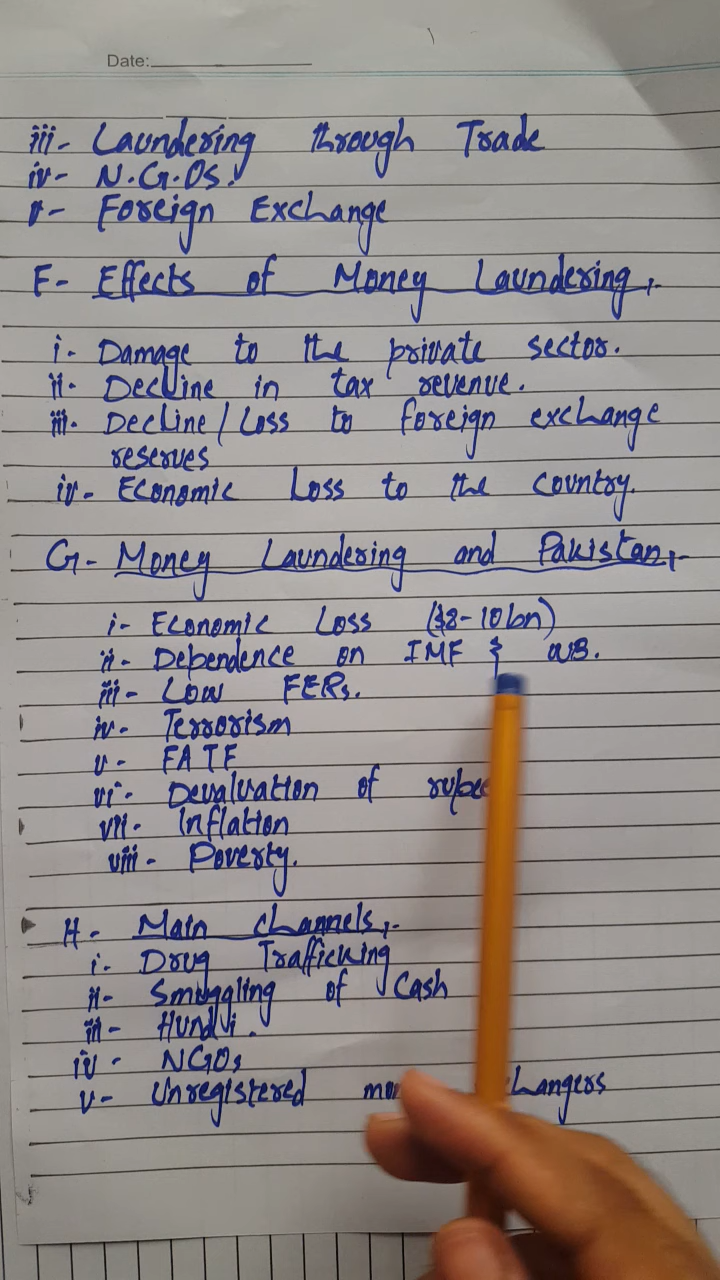 Date:
iii- Laundering through Trade
iv- N.G.Os.
v- Foreign Exchange
F- Effects of Money Laundering,-
i- Damage to the private sector.
ii- Decline in tax revenue.
iii- Decline/Loss to foreign exchange
reserves
iv- Economic Loss to the country.
G- Money Laundering and Pakistan,-
i- Economic Loss ($8-10bn)
ii- Dependence on IMF & WB.
iii- Low FERs.
iv- Terrorism
v- FATF
vi- Devaluation of
vii- Inflation
viii- Poverty.
H- Main channels,-
i- Drug Trafficking
ii- Smuggling of Cash
iii- Hundi.
iv- NGOs
v- Unregistered